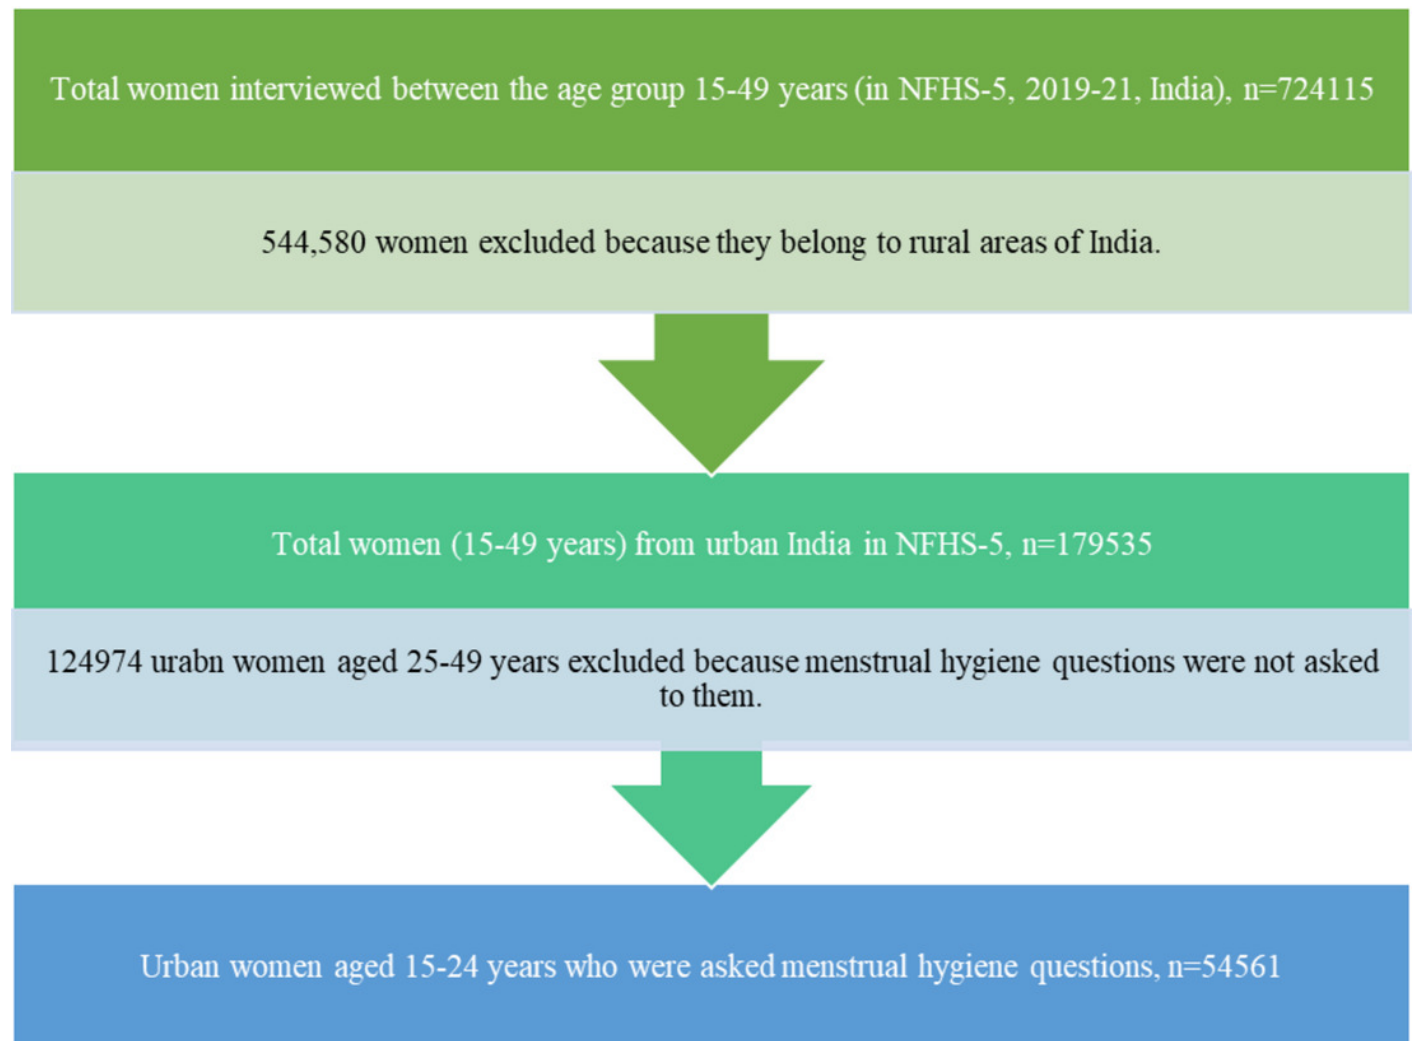 Total women interviewed between the age group 15-49 years (in NFHS-5, 2019-21, India), n=724115
544,580 women excluded because they belong to rural areas of India.
Total women (15-49 years) from urban India in NFHS-5, n=179535
124974 urabn women aged 25-49 years excluded because menstrual hygiene questions were not asked
to them.
Urban women aged 15-24 years who were asked menstrual hygiene questions, n=54561